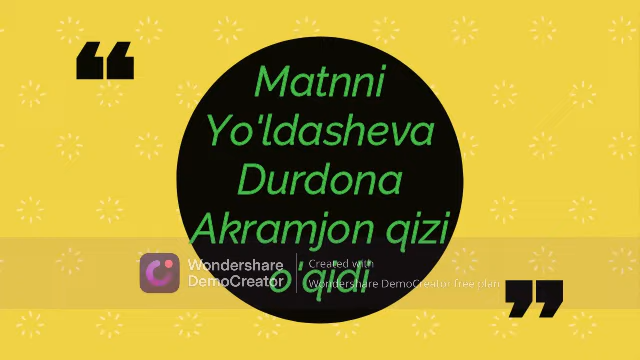 Matnni
Yo'ldasheva
Durdona
Akramjon qizi
o'qidi
Wondershare
DemoCreator
Created with
Wondershare DemoCreator free plan